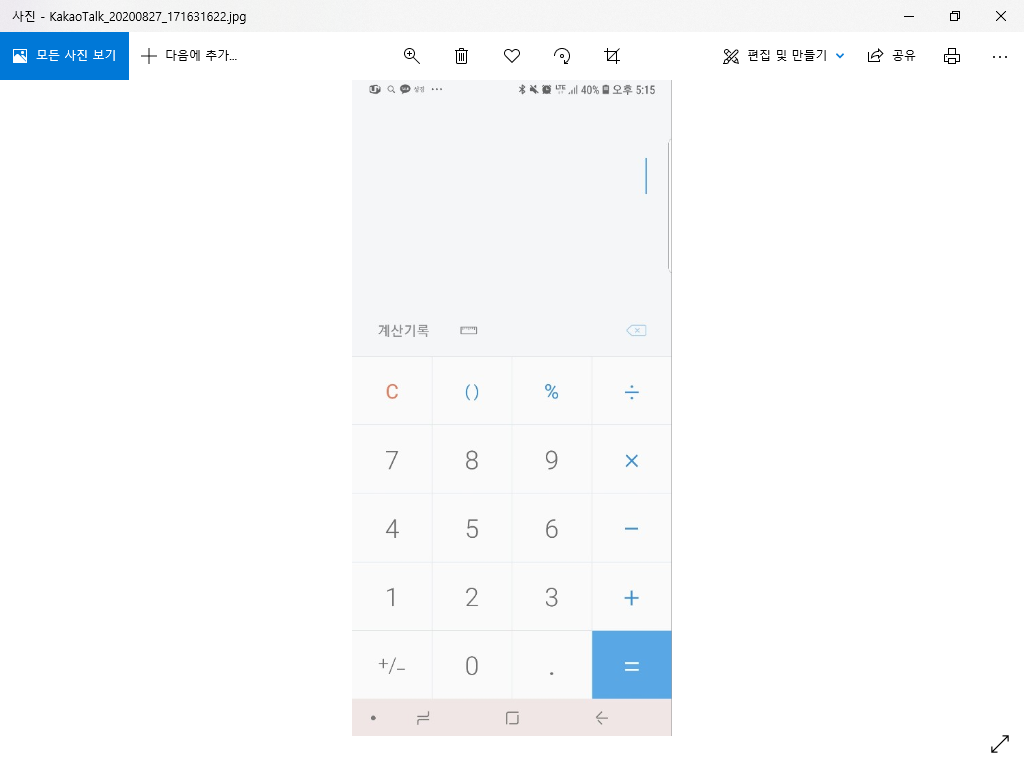 사진 - KakaoTalk_20200827_171631622.jpg
모든 사진 보기 다음에 추가... 편집 및 만들기 공유
LTE 40% 오후 5:15
계산기록
C () % ÷
7 8 9 ×
4 5 6 −
1 2 3 +
+/− 0 . =